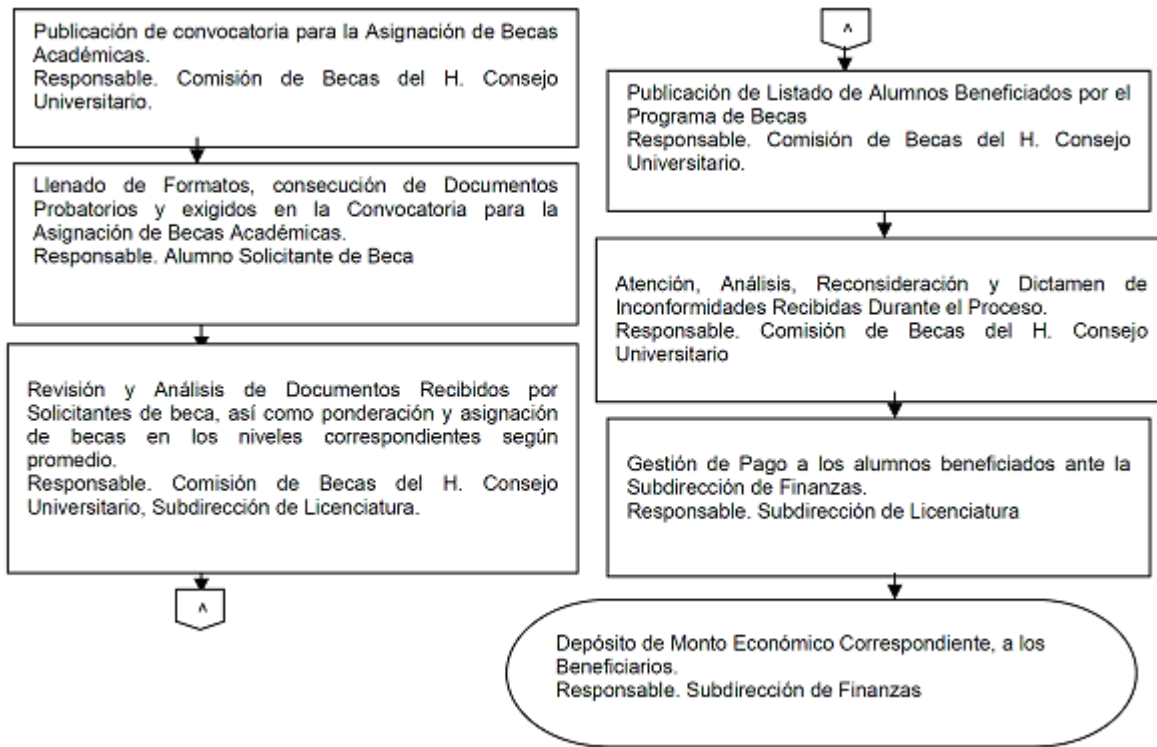 Publicación de convocatoria para la Asignación de Becas
Académicas.
Responsable. Comisión de Becas del H. Consejo
Universitario.
Llenado de Formatos, consecución de Documentos
Probatorios y exigidos en la Convocatoria para la
Asignación de Becas Académicas.
Responsable. Alumno Solicitante de Beca
Revisión y Análisis de Documentos Recibidos por
Solicitantes de beca, así como ponderación y asignación
de becas en los niveles correspondientes según
promedio.
Responsable. Comisión de Becas del H. Consejo
Universitario, Subdirección de Licenciatura.
A
A
Publicación de Listado de Alumnos Beneficiados por el
Programa de Becas
Responsable. Comisión de Becas del H. Consejo
Universitario.
Atención, Análisis, Reconsideración y Dictamen de
Inconformidades Recibidas Durante el Proceso.
Responsable. Comisión de Becas del H. Consejo
Universitario
Gestión de Pago a los alumnos beneficiados ante la
Subdirección de Finanzas.
Responsable. Subdirección de Licenciatura
Depósito de Monto Económico Correspondiente, a los
Beneficiarios.
Responsable. Subdirección de Finanzas